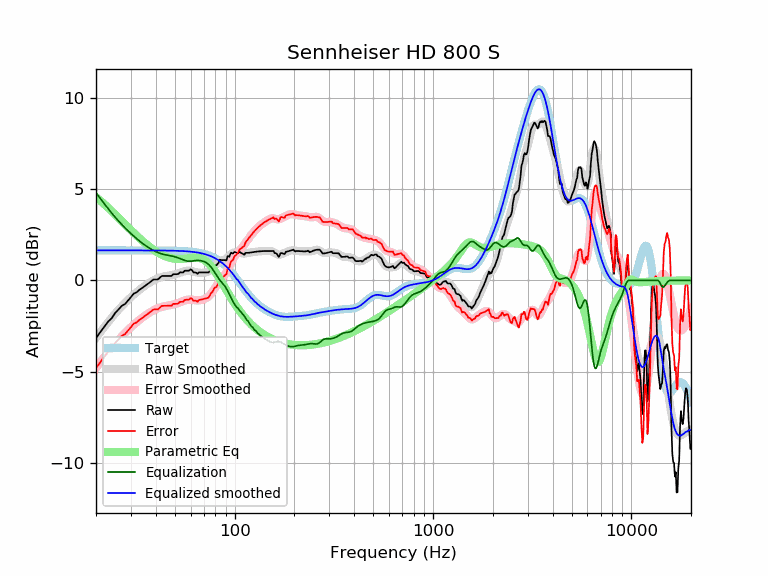 Sennheiser HD 800 S
10
5
0
−5
−10
Amplitude (dBr)
Target
Raw Smoothed
Error Smoothed
Raw
Error
Parametric Eq
Equalization
Equalized smoothed
100
1000
10000
Frequency (Hz)